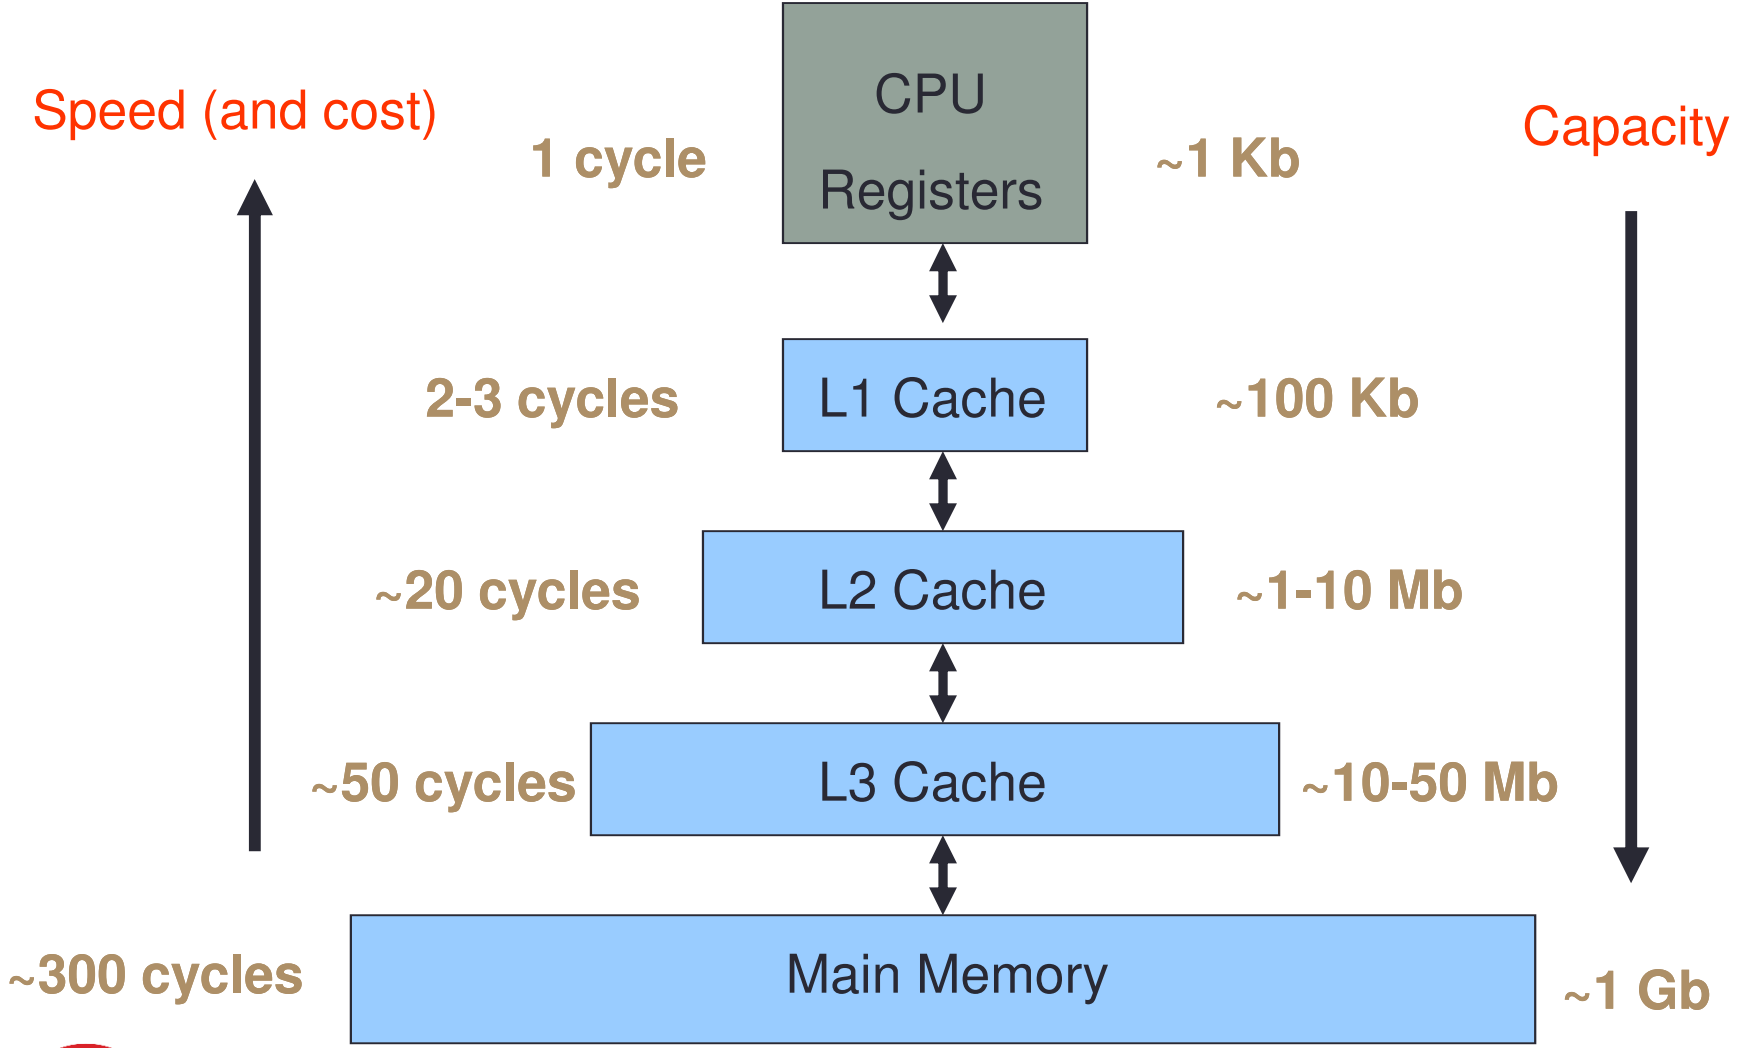 CPU
Speed (and cost)
Capacity
1 cycle
~1 Kb
Registers
2-3 cycles
L1 Cache
~100 Kb
~20 cycles
L2 Cache
~1-10 Mb
~50 cycles
L3 Cache
~10-50 Mb
~300 cycles
Main Memory
~1 Gb